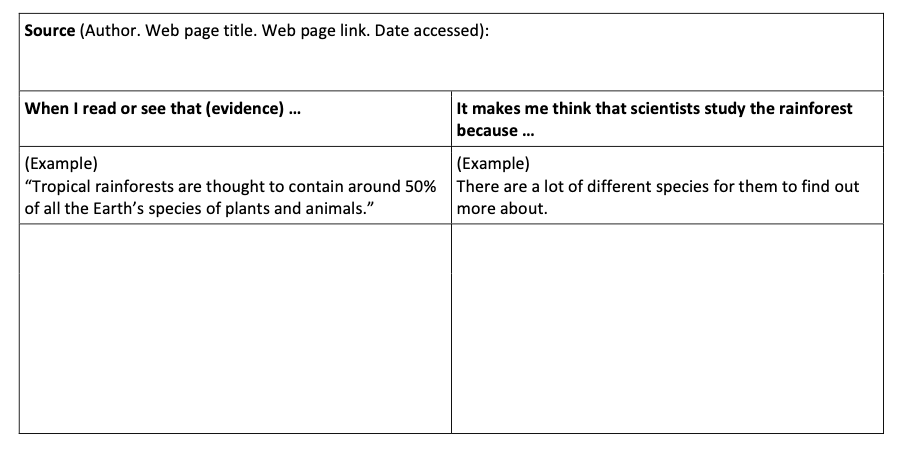 Source (Author. Web page title. Web page link. Date accessed):
When I read or see that (evidence) …
It makes me think that scientists study the rainforest
because …
(Example)
“Tropical rainforests are thought to contain around 50%
of all the Earth’s species of plants and animals.”
(Example)
There are a lot of different species for them to find out
more about.